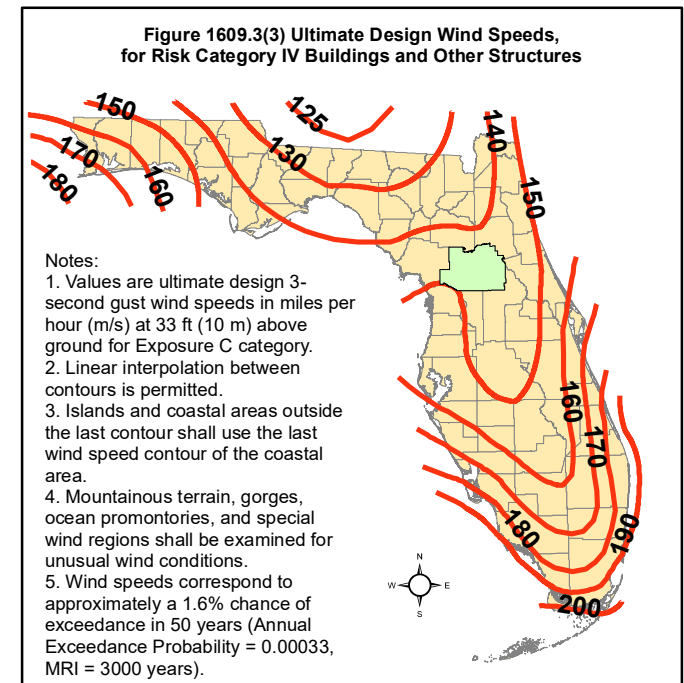 Figure 1609.3(3) Ultimate Design Wind Speeds,
for Risk Category IV Buildings and Other Structures
150
125
140
170
130
180
160
150
Notes:
1. Values are ultimate design 3-
second gust wind speeds in miles per
hour (m/s) at 33 ft (10 m) above
ground for Exposure C category.
2. Linear interpolation between
contours is permitted.
3. Islands and coastal areas outside
the last contour shall use the last
wind speed contour of the coastal
area.
4. Mountainous terrain, gorges,
ocean promontories, and special
wind regions shall be examined for
unusual wind conditions.
5. Wind speeds correspond to
approximately a 1.6% chance of
exceedance in 50 years (Annual
Exceedance Probability = 0.00033,
MRI = 3000 years).
160
170
180
190
200
N
W E
S